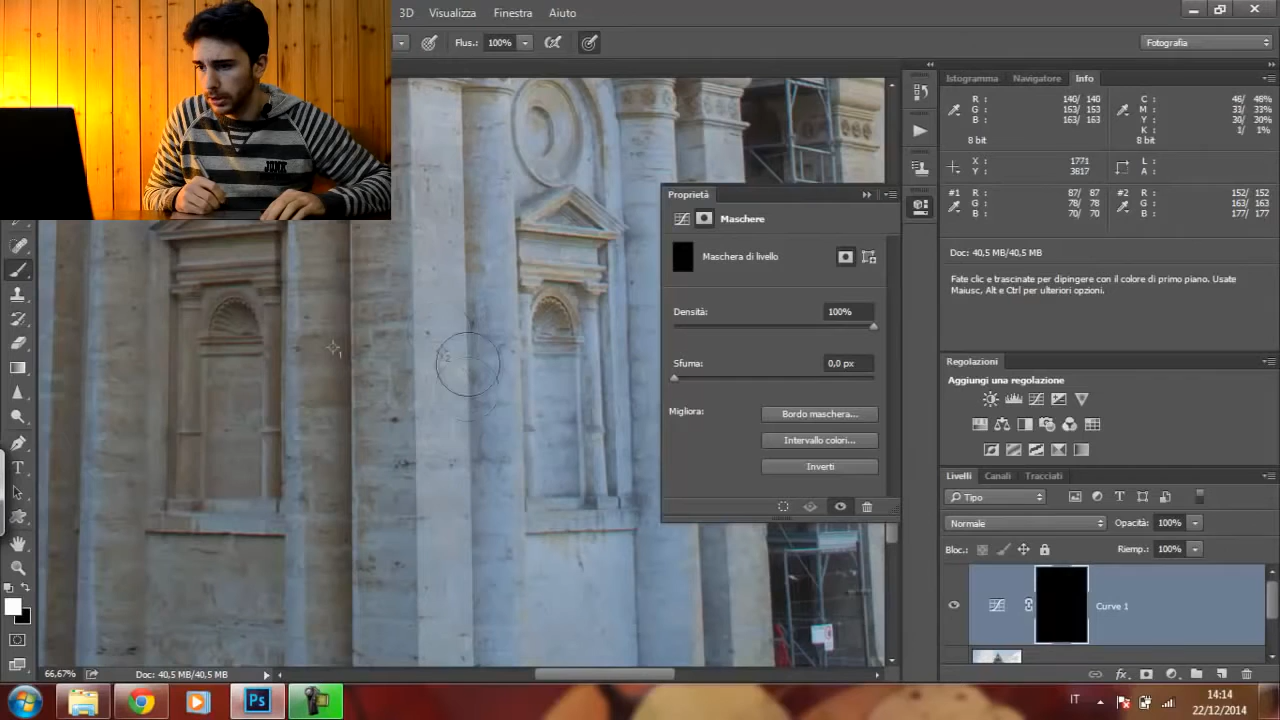 3D Visualizza Finestra Aiuto
Flus.: 100%
Fotografia
Istogramma Navigatore Info
R : 140/ 140 C : 46/ 46%
G : 153/ 153 M : 33/ 33%
B : 163/ 163 Y : 30/ 30%
K : 1/ 1%
8 bit 8 bit
X : 1771 L :
Y : 3817 A :
#1 R : 87/ 87 #2 R : 152/ 152
G : 78/ 78 G : 163/ 163
B : 70/ 70 B : 177/ 177
Doc: 40,5 MB/40,5 MB
Fate clic e trascinate per dipingere con il colore di primo piano. Usate
Maiusc, Alt e Ctrl per ulteriori opzioni.
Proprietà
Maschere
Maschera di livello
Densità: 100%
Sfuma: 0,0 px
Migliora: Bordo maschera...
Intervallo colori...
Inverti
Regolazioni
Aggiungi una regolazione
Livelli Canali Tracciati
Tipo
Normale Opacità: 100%
Bloc.: Riemp.: 100%
Curve 1
1
2
66,67% Doc: 40,5 MB/40,5 MB
Ps
IT 14:14
22/12/2014